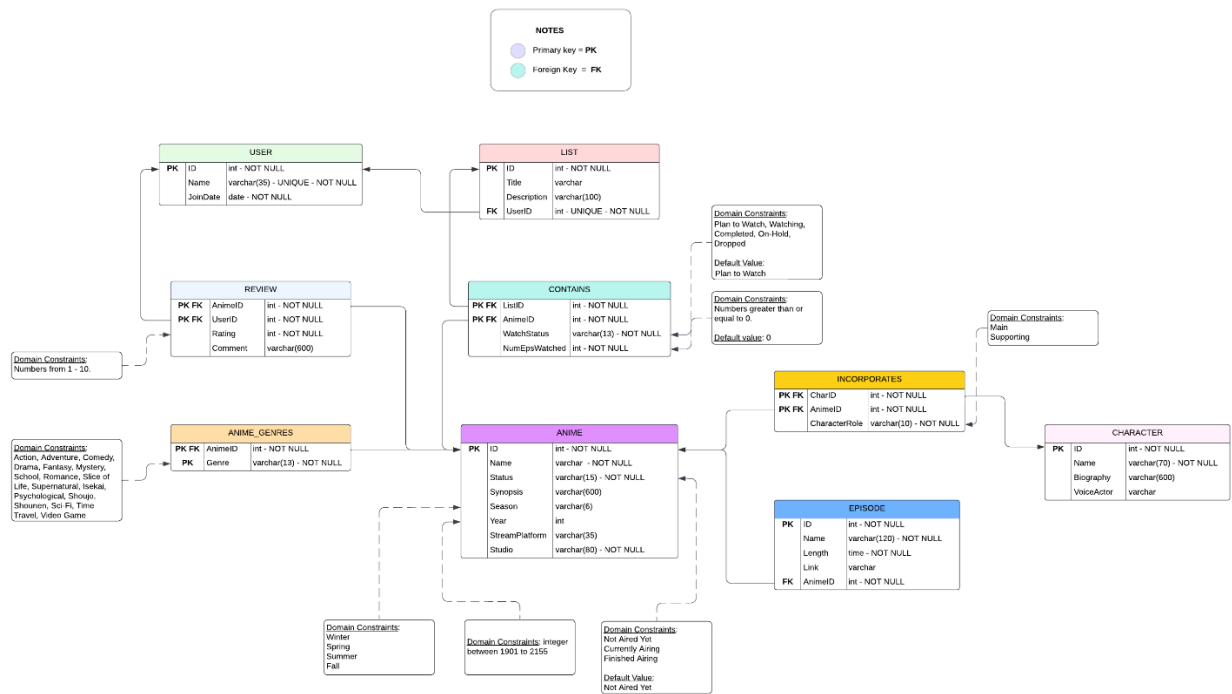 NOTES
Primary key = PK
Foreign Key = FK
USER
PK ID int - NOT NULL
Name varchar(35) - UNIQUE - NOT NULL
JoinDate date - NOT NULL
LIST
PK ID int - NOT NULL
Title varchar
Description varchar(100)
FK UserID int - UNIQUE - NOT NULL
Domain Constraints:
Plan to Watch, Watching,
Completed, On-Hold,
Dropped
Default Value:
Plan to Watch
REVIEW
PK FK AnimeID int - NOT NULL
PK FK UserID int - NOT NULL
Rating int - NOT NULL
Comment varchar(600)
CONTAINS
PK FK ListID int - NOT NULL
PK FK AnimeID int - NOT NULL
WatchStatus varchar(13) - NOT NULL
NumEpsWatched int - NOT NULL
Domain Constraints:
Numbers greater than or
equal to 0.
Default value: 0
Domain Constraints:
Main
Supporting
Domain Constraints:
Numbers from 1 - 10.
INCORPORATES
PK FK CharID int - NOT NULL
PK FK AnimeID int - NOT NULL
CharacterRole varchar(10) - NOT NULL
Domain Constraints:
Action, Adventure, Comedy,
Drama, Fantasy, Mystery,
School, Romance, Slice of
Life, Supernatural, Isekai,
Psychological, Shoujo,
Shounen, Sci-Fi, Time
Travel, Video Game
ANIME_GENRES
PK FK AnimeID int - NOT NULL
PK Genre varchar(13) - NOT NULL
ANIME
PK ID int - NOT NULL
Name varchar - NOT NULL
Status varchar(15) - NOT NULL
Synopsis varchar(600)
Season varchar(6)
Year int
StreamPlatform varchar(35)
Studio varchar(80) - NOT NULL
CHARACTER
PK ID int - NOT NULL
Name varchar(70) - NOT NULL
Biography varchar(600)
VoiceActor varchar
EPISODE
PK ID int - NOT NULL
Name varchar(120) - NOT NULL
Length time - NOT NULL
Link varchar
FK AnimeID int - NOT NULL
Domain Constraints:
Winter
Spring
Summer
Fall
Domain Constraints: integer
between 1901 to 2155
Domain Constraints:
Not Aired Yet
Currently Airing
Finished Airing
Default Value:
Not Aired Yet